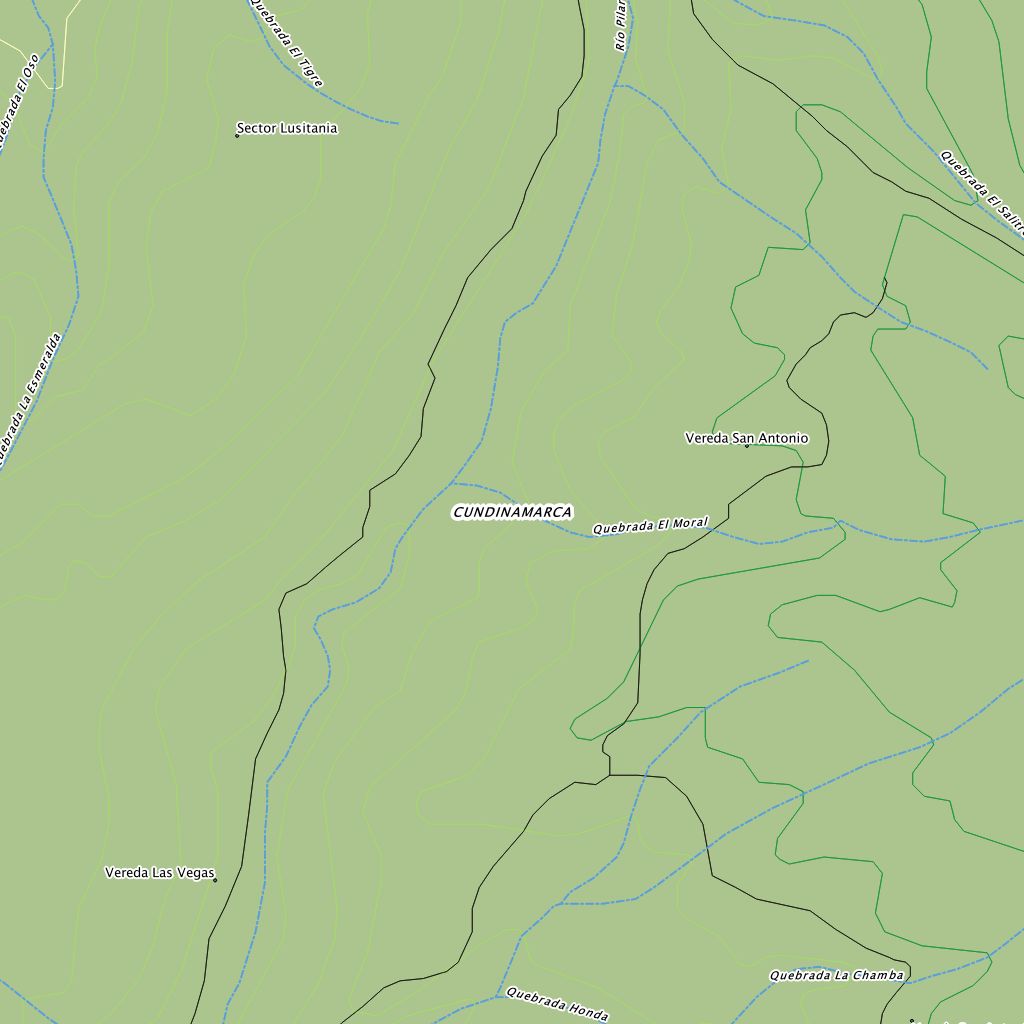 Quebrada El Tigre
Río Pilar
Quebrada El Oso
Sector Lusitania
Quebrada El Salitre
Quebrada La Esmeralda
Vereda San Antonio
CUNDINAMARCA
Quebrada El Moral
Vereda Las Vegas
Quebrada La Chamba
Quebrada Honda